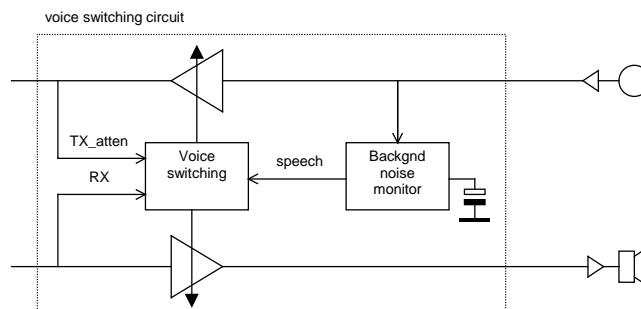 voice switching circuit
TX_atten
RX
Voice
switching
speech
Backgnd
noise
monitor